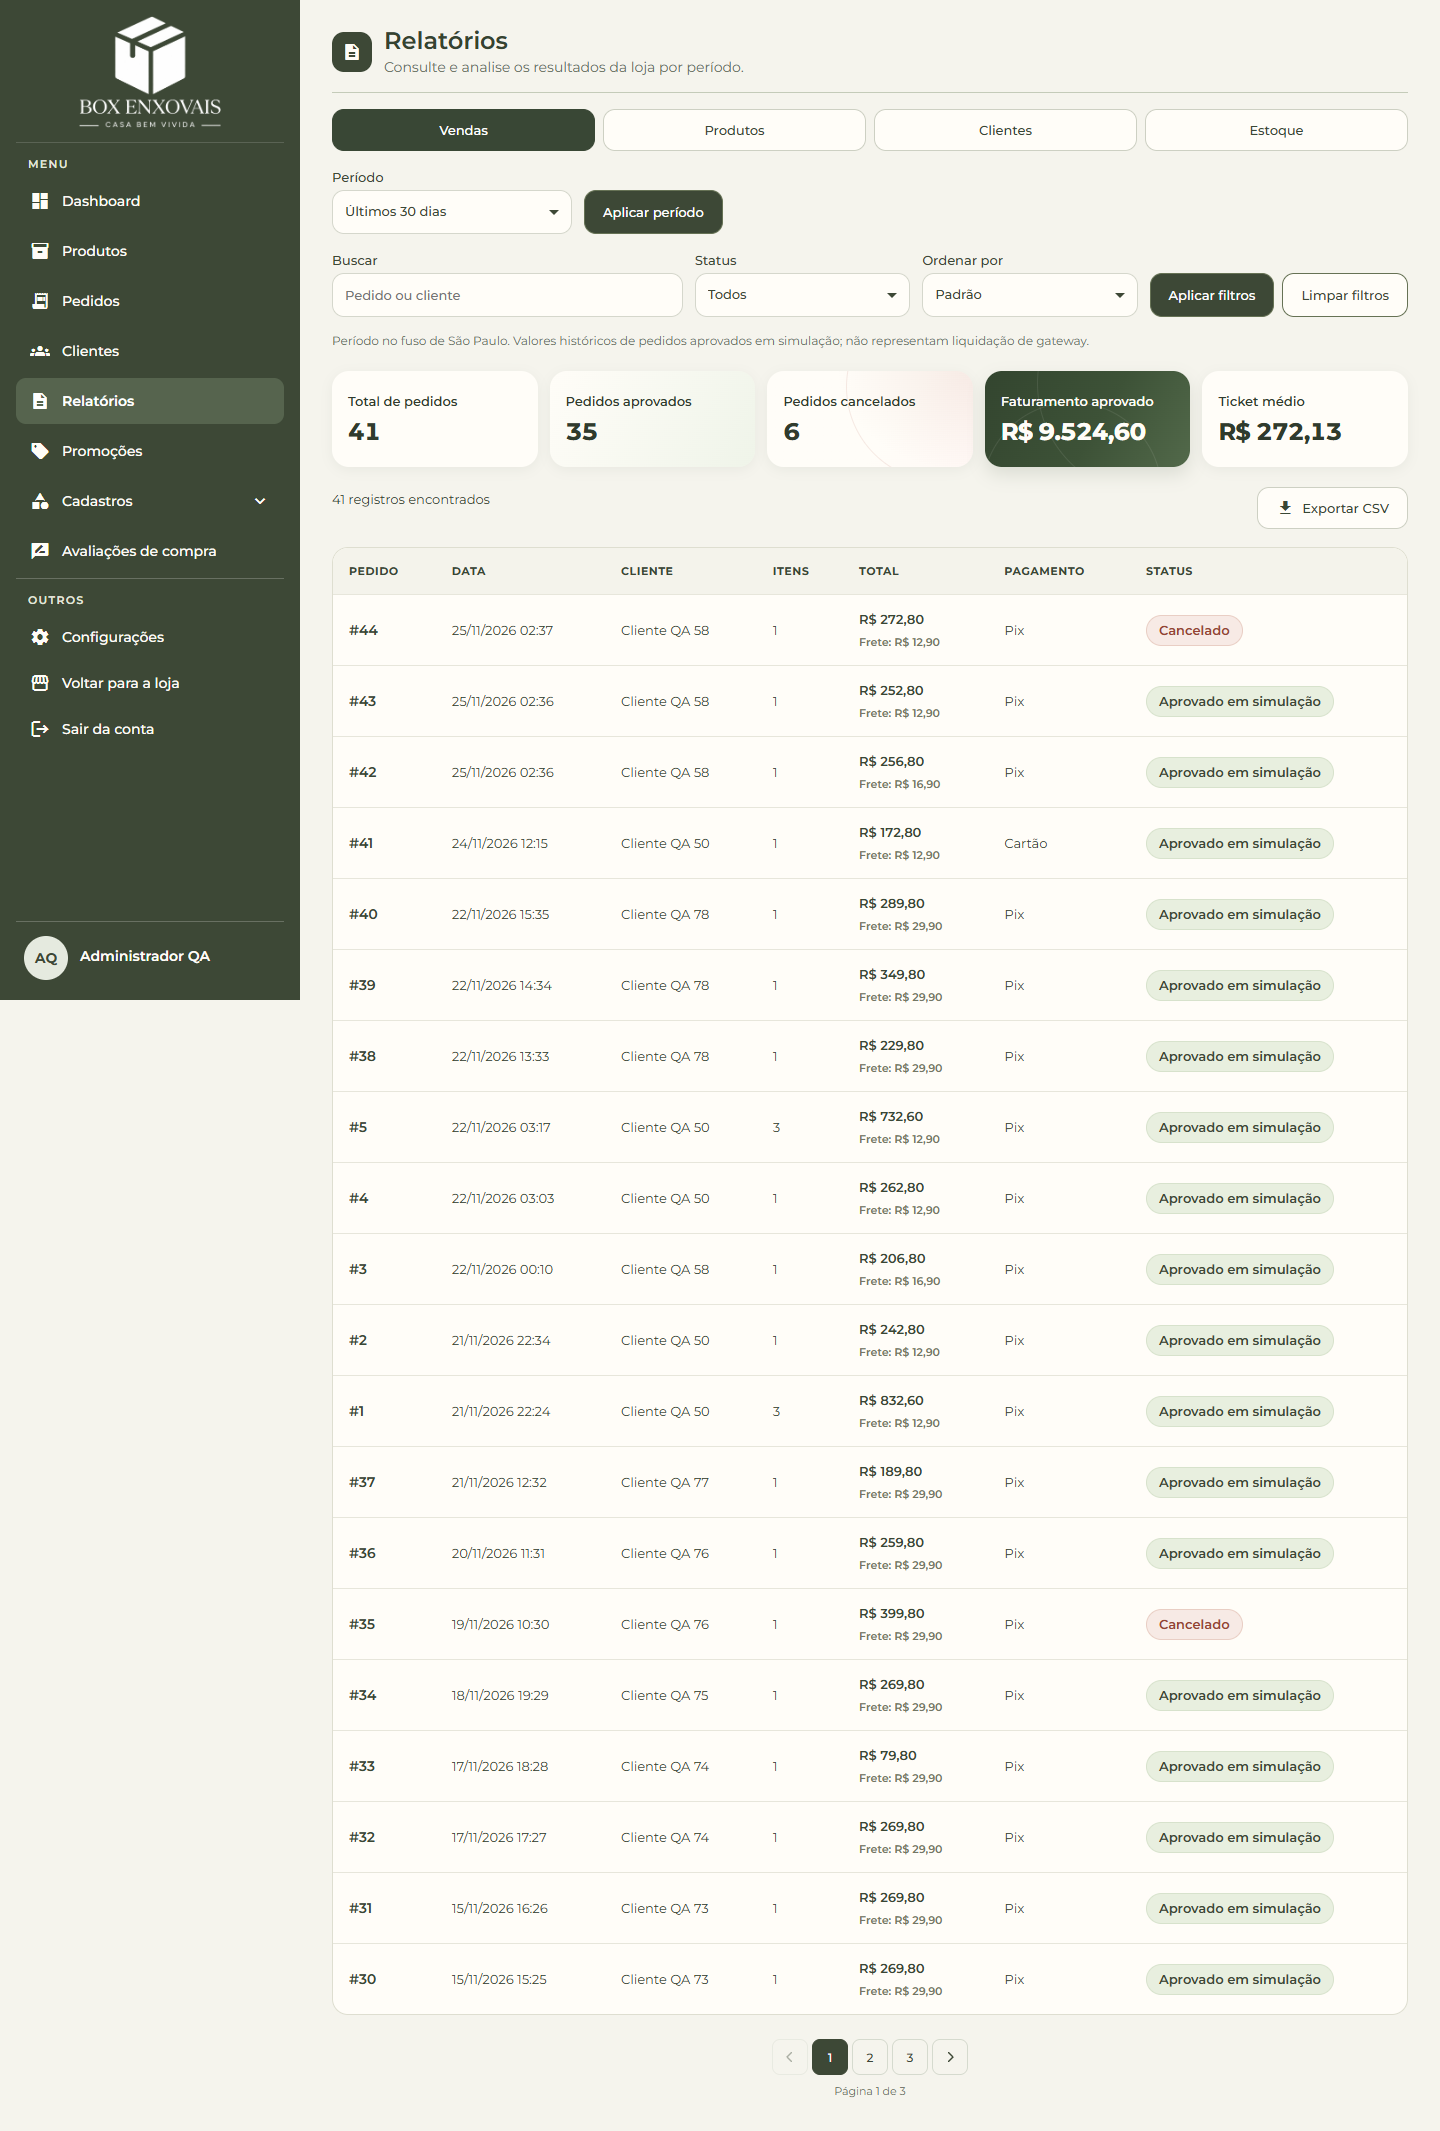 BOX ENXOVAIS
CASA BEM VIVIDA
MENU
Dashboard
Produtos
Pedidos
Clientes
Relatórios
Promoções
Cadastros
Avaliações de compra
OUTROS
Configurações
Voltar para a loja
Sair da conta
AQ Administrador QA
Relatórios
Consulte e analise os resultados da loja por período.
Vendas Produtos Clientes Estoque
Período
Últimos 30 dias Aplicar período
Buscar Status Ordenar por
Pedido ou cliente Todos Padrão Aplicar filtros Limpar filtros
Período no fuso de São Paulo. Valores históricos de pedidos aprovados em simulação; não representam liquidação de gateway.
Total de pedidos Pedidos aprovados Pedidos cancelados Faturamento aprovado Ticket médio
41 35 6 R$ 9.524,60 R$ 272,13
41 registros encontrados
Exportar CSV
PEDIDO DATA CLIENTE ITENS TOTAL PAGAMENTO STATUS
#44 25/11/2026 02:37 Cliente QA 58 1 R$ 272,80 Frete: R$ 12,90 Pix Cancelado
#43 25/11/2026 02:36 Cliente QA 58 1 R$ 252,80 Frete: R$ 12,90 Pix Aprovado em simulação
#42 25/11/2026 02:36 Cliente QA 58 1 R$ 256,80 Frete: R$ 16,90 Pix Aprovado em simulação
#41 24/11/2026 12:15 Cliente QA 50 1 R$ 172,80 Frete: R$ 12,90 Cartão Aprovado em simulação
#40 22/11/2026 15:35 Cliente QA 78 1 R$ 289,80 Frete: R$ 29,90 Pix Aprovado em simulação
#39 22/11/2026 14:34 Cliente QA 78 1 R$ 349,80 Frete: R$ 29,90 Pix Aprovado em simulação
#38 22/11/2026 13:33 Cliente QA 78 1 R$ 229,80 Frete: R$ 29,90 Pix Aprovado em simulação
#5 22/11/2026 03:17 Cliente QA 50 3 R$ 732,60 Frete: R$ 12,90 Pix Aprovado em simulação
#4 22/11/2026 03:03 Cliente QA 50 1 R$ 262,80 Frete: R$ 12,90 Pix Aprovado em simulação
#3 22/11/2026 00:10 Cliente QA 58 1 R$ 206,80 Frete: R$ 16,90 Pix Aprovado em simulação
#2 21/11/2026 22:34 Cliente QA 50 1 R$ 242,80 Frete: R$ 12,90 Pix Aprovado em simulação
#1 21/11/2026 22:24 Cliente QA 50 3 R$ 832,60 Frete: R$ 12,90 Pix Aprovado em simulação
#37 21/11/2026 12:32 Cliente QA 77 1 R$ 189,80 Frete: R$ 29,90 Pix Aprovado em simulação
#36 20/11/2026 11:31 Cliente QA 76 1 R$ 259,80 Frete: R$ 29,90 Pix Aprovado em simulação
#35 19/11/2026 10:30 Cliente QA 76 1 R$ 399,80 Frete: R$ 29,90 Pix Cancelado
#34 18/11/2026 19:29 Cliente QA 75 1 R$ 269,80 Frete: R$ 29,90 Pix Aprovado em simulação
#33 17/11/2026 18:28 Cliente QA 74 1 R$ 79,80 Frete: R$ 29,90 Pix Aprovado em simulação
#32 17/11/2026 17:27 Cliente QA 74 1 R$ 269,80 Frete: R$ 29,90 Pix Aprovado em simulação
#31 15/11/2026 16:26 Cliente QA 73 1 R$ 269,80 Frete: R$ 29,90 Pix Aprovado em simulação
#30 15/11/2026 15:25 Cliente QA 73 1 R$ 269,80 Frete: R$ 29,90 Pix Aprovado em simulação
1 2 3
Página 1 de 3